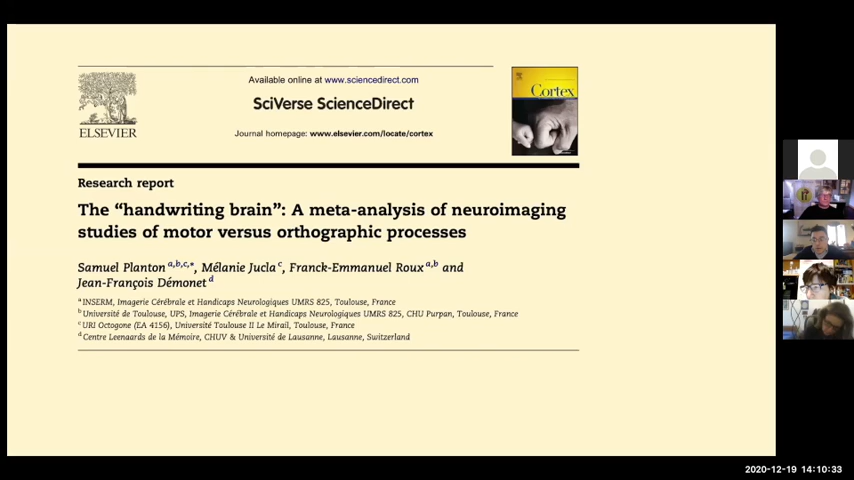 Available online at www.sciencedirect.com
SciVerse ScienceDirect
Journal homepage: www.elsevier.com/locate/cortex
ELSEVIER
Cortex
Research report
The “handwriting brain”: A meta-analysis of neuroimaging
studies of motor versus orthographic processes
Samuel Planton a,b,c,*, Mélanie Jucla c, Franck-Emmanuel Roux a,b and
Jean-François Démonet d
a INSERM, Imagerie Cérébrale et Handicaps Neurologiques UMRS 825, Toulouse, France
b Université de Toulouse, UPS, Imagerie Cérébrale et Handicaps Neurologiques UMRS 825, CHU Purpan, Toulouse, France
c URI Octogone (EA 4156), Université Toulouse II Le Mirail, Toulouse, France
d Centre Leenaards de la Mémoire, CHUV & Université de Lausanne, Lausanne, Switzerland
2020-12-19 14:10:33